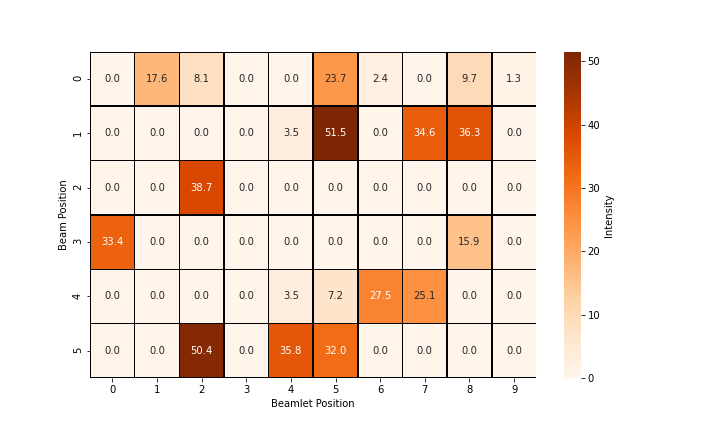 0 0.0 17.6 8.1 0.0 0.0 23.7 2.4 0.0 9.7 1.3
1 0.0 0.0 0.0 0.0 3.5 51.5 0.0 34.6 36.3 0.0
2 0.0 0.0 38.7 0.0 0.0 0.0 0.0 0.0 0.0 0.0
3 33.4 0.0 0.0 0.0 0.0 0.0 0.0 0.0 15.9 0.0
4 0.0 0.0 0.0 0.0 3.5 7.2 27.5 25.1 0.0 0.0
5 0.0 0.0 50.4 0.0 35.8 32.0 0.0 0.0 0.0 0.0
0 1 2 3 4 5 6 7 8 9
Beamlet Position
Beam Position
50
40
30
20
10
0
Intensity